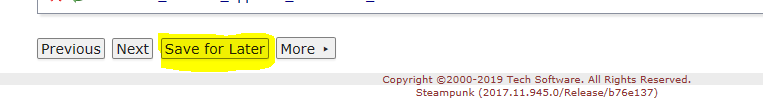 Previous Next Save for Later More ▸
Copyright ©2000-2019 Tech Software. All Rights Reserved.
Steampunk (2017.11.945.0/Release/b76e137)